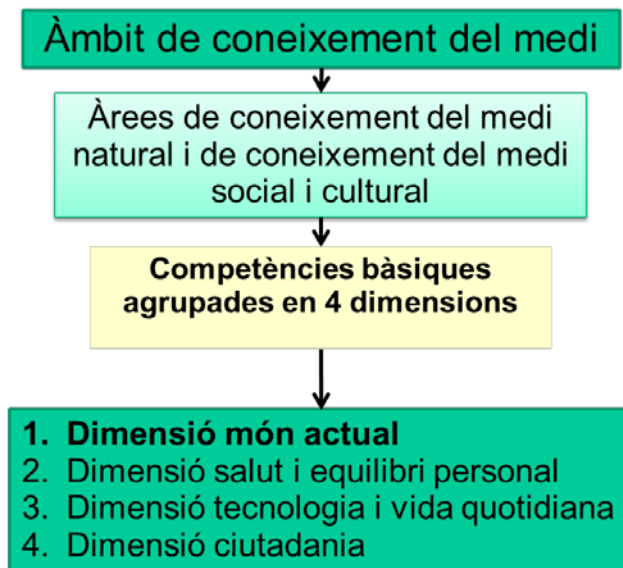 Àmbit de coneixement del medi
Àrees de coneixement del medi
natural i de coneixement del medi
social i cultural
Competències bàsiques
agrupades en 4 dimensions
1. Dimensió món actual
2. Dimensió salut i equilibri personal
3. Dimensió tecnologia i vida quotidiana
4. Dimensió ciutadania